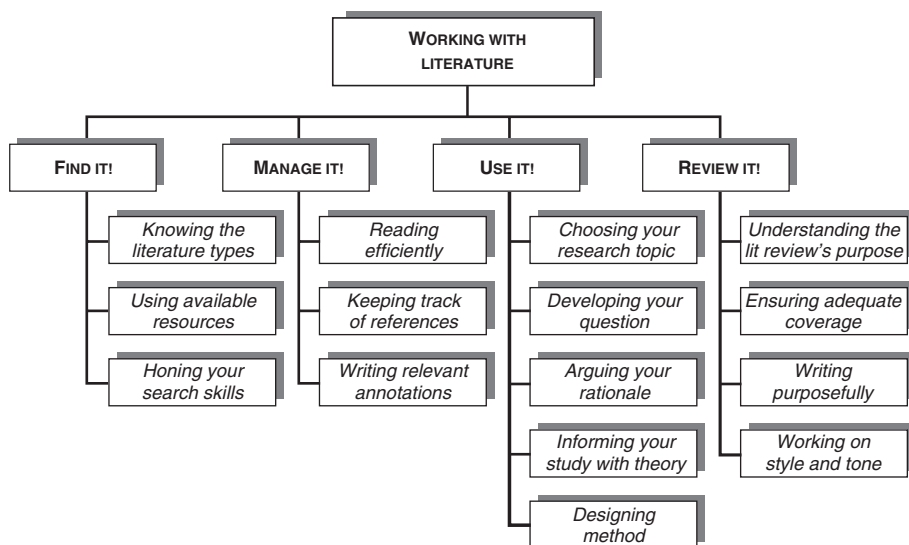 WORKING WITH
LITERATURE
FIND IT!
Knowing the
literature types
Using available
resources
Honing your
search skills
MANAGE IT!
Reading
efficiently
Keeping track
of references
Writing relevant
annotations
USE IT!
Choosing your
research topic
Developing your
question
Arguing your
rationale
Informing your
study with theory
Designing
method
REVIEW IT!
Understanding the
lit review's purpose
Ensuring adequate
coverage
Writing
purposefully
Working on
style and tone